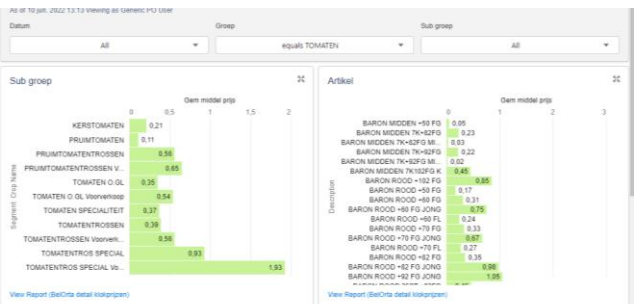 As of 10 jun. 2022 13:13 Viewing as Generic PO User
Datum
Groep
Sub groep
All
equals TOMATEN
All
Sub groep
Gem middel prijs
0 0,5 1 1,5 2
Segment: Crop Name
KERSTOMATEN 0,21
PRUIMTOMATEN 0,11
PRUIMTOMATENTROSSEN 0,56
PRUIMTOMATENTROSSEN V... 0,65
TOMATEN O.GL 0,35
TOMATEN O.GL Voorverkoop 0,54
TOMATEN SPECIALITEIT 0,37
TOMATENTROSSEN 0,39
TOMATENTROSSEN Voorverk... 0,56
TOMATENTROS SPECIAL 0,93
TOMATENTROS SPECIAL Vo... 1,93
View Report (BelOrta detail klokprijzen)
Artikel
Gem middel prijs
0 1 2 3
Description
BARON MIDDEN =50 FG 0,05
BARON MIDDEN 7K=82FG 0,23
BARON MIDDEN 7K=82FG MI... 0,03
BARON MIDDEN 7K=92FG 0,22
BARON MIDDEN 7K=92FG MI... 0,02
BARON MIDDEN 7K102FG K 0,45
BARON ROOD =102 FG 0,85
BARON ROOD =50 FG 0,17
BARON ROOD =60 FG 0,31
BARON ROOD =60 FG JONG 0,75
BARON ROOD =60 FL 0,24
BARON ROOD =70 FG 0,33
BARON ROOD =70 FG JONG 0,67
BARON ROOD =70 FL 0,27
BARON ROOD =82 FG 0,35
BARON ROOD =82 FG JONG 0,98
BARON ROOD =92 FG JONG 1,05
View Report (BelOrta detail klokprijzen)